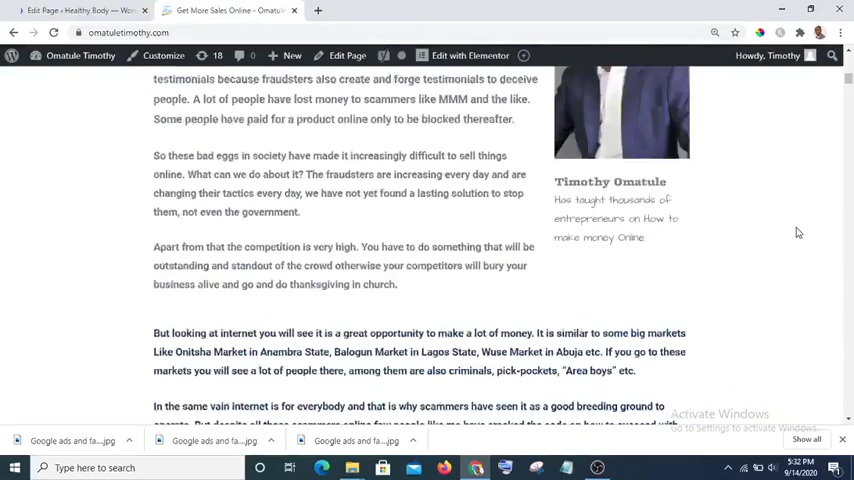 Edit Page ‹ Healthy Body — Wor
Get More Sales Online – Omatule
omatuletimothy.com
Omatule Timothy
Customize
18
0
New
Edit Page
Edit with Elementor
Howdy, Timothy
testimonials because fraudsters also create and forge testimonials to deceive
people. A lot of people have lost money to scammers like MMM and the like.
Some people have paid for a product online only to be blocked thereafter.
So these bad eggs in society have made it increasingly difficult to sell things
online. What can we do about it? The fraudsters are increasing every day and are
changing their tactics every day, we have not yet found a lasting solution to stop
them, not even the government.
Apart from that the competition is very high. You have to do something that will be
outstanding and standout of the crowd otherwise your competitors will bury your
business alive and go and do thanksgiving in church.
Timothy Omatule
Has taught thousands of
entrepreneurs on How to
make money Online.
But looking at internet you will see it is a great opportunity to make a lot of money. It is similar to some big markets
Like Onitsha Market in Anambra State, Balogun Market in Lagos State, Wuse Market in Abuja etc. If you go to these
markets you will see a lot of people there, among them are also criminals, pick-pockets, “Area boys” etc.
In the same vain internet is for everybody and that is why scammers have seen it as a good breeding ground to
Activate Windows
Go to Settings to activate Windows.
Google ads and fa....jpg
Google ads and fa....jpg
Google ads and fa....jpg
Show all
Type here to search
5:32 PM
9/14/2020